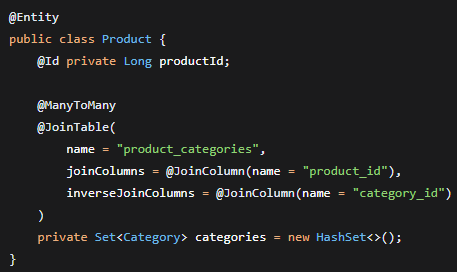 @Entity
public class Product {
    @Id private Long productId;

    @ManyToMany
    @JoinTable(
        name = "product_categories",
        joinColumns = @JoinColumn(name = "product_id"),
        inverseJoinColumns = @JoinColumn(name = "category_id")
    )
    private Set<Category> categories = new HashSet<>();
}